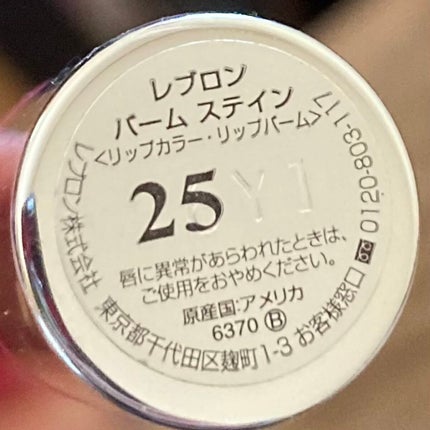 レブロン
バーム ステイン
<リップカラー・リップバーム>
25
唇に異常があらわれたときは、
ご使用をおやめください。
原産国:アメリカ
6370 Ⓑ
レブロン株式会社 東京都千代田区麹町1-3 お客様窓口 0120-803-117